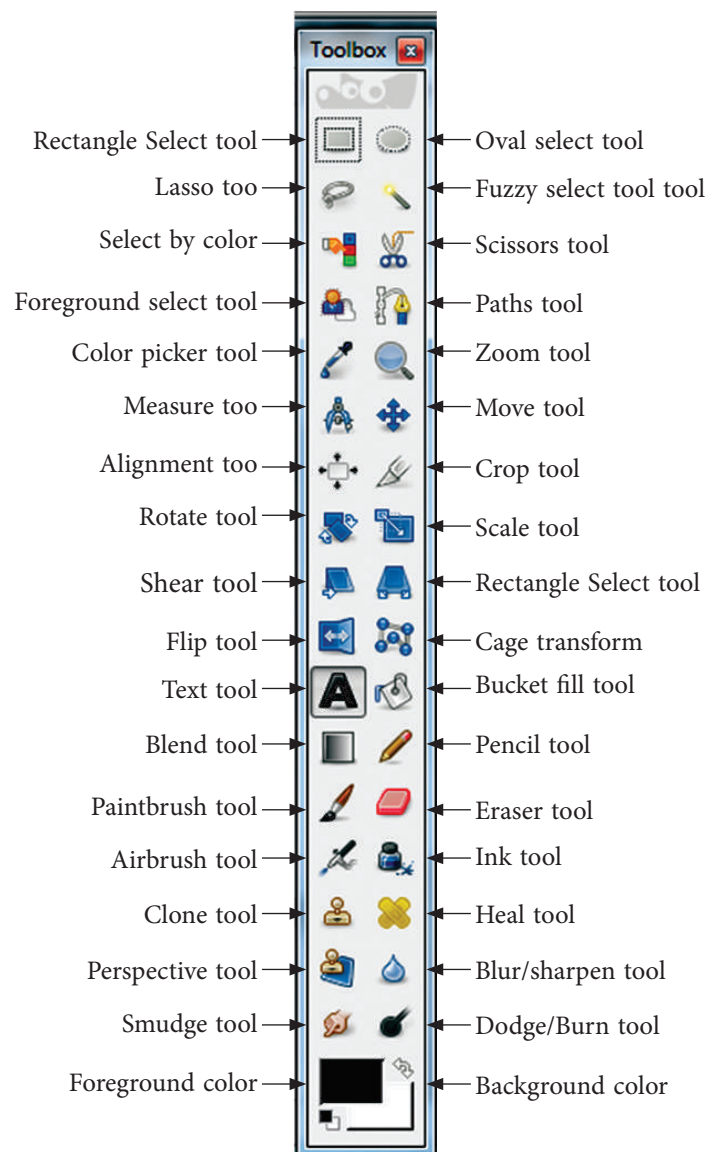 Toolbox
Rectangle Select tool
Oval select tool
Lasso too
Fuzzy select tool tool
Select by color
Scissors tool
Foreground select tool
Paths tool
Color picker tool
Zoom tool
Measure too
Move tool
Alignment too
Crop tool
Rotate tool
Scale tool
Shear tool
Rectangle Select tool
Flip tool
Cage transform
Text tool
Bucket fill tool
Blend tool
Pencil tool
Paintbrush tool
Eraser tool
Airbrush tool
Ink tool
Clone tool
Heal tool
Perspective tool
Blur/sharpen tool
Smudge tool
Dodge/Burn tool
Foreground color
Background color